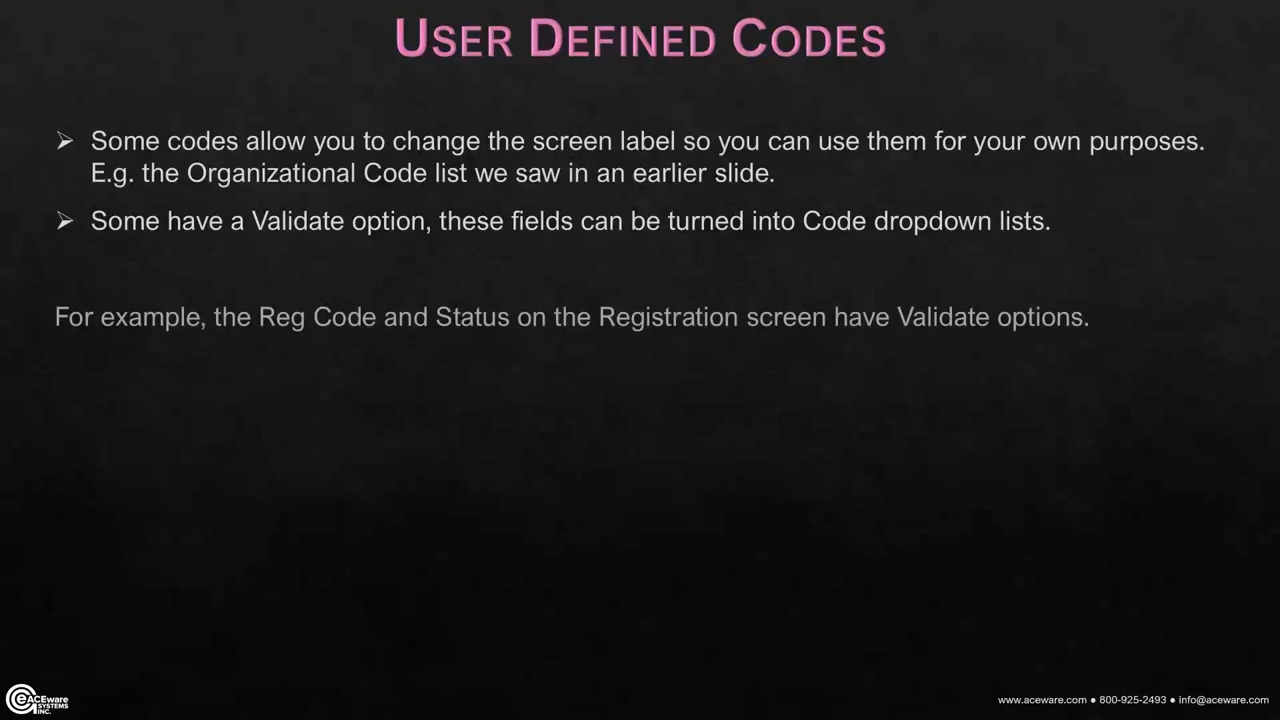 USER DEFINED CODES
➢ Some codes allow you to change the screen label so you can use them for your own purposes.
E.g. the Organizational Code list we saw in an earlier slide.
➢ Some have a Validate option, these fields can be turned into Code dropdown lists.
For example, the Reg Code and Status on the Registration screen have Validate options.
ACEware
SYSTEMS
INC.
www.aceware.com ● 800-925-2493 ● info@aceware.com